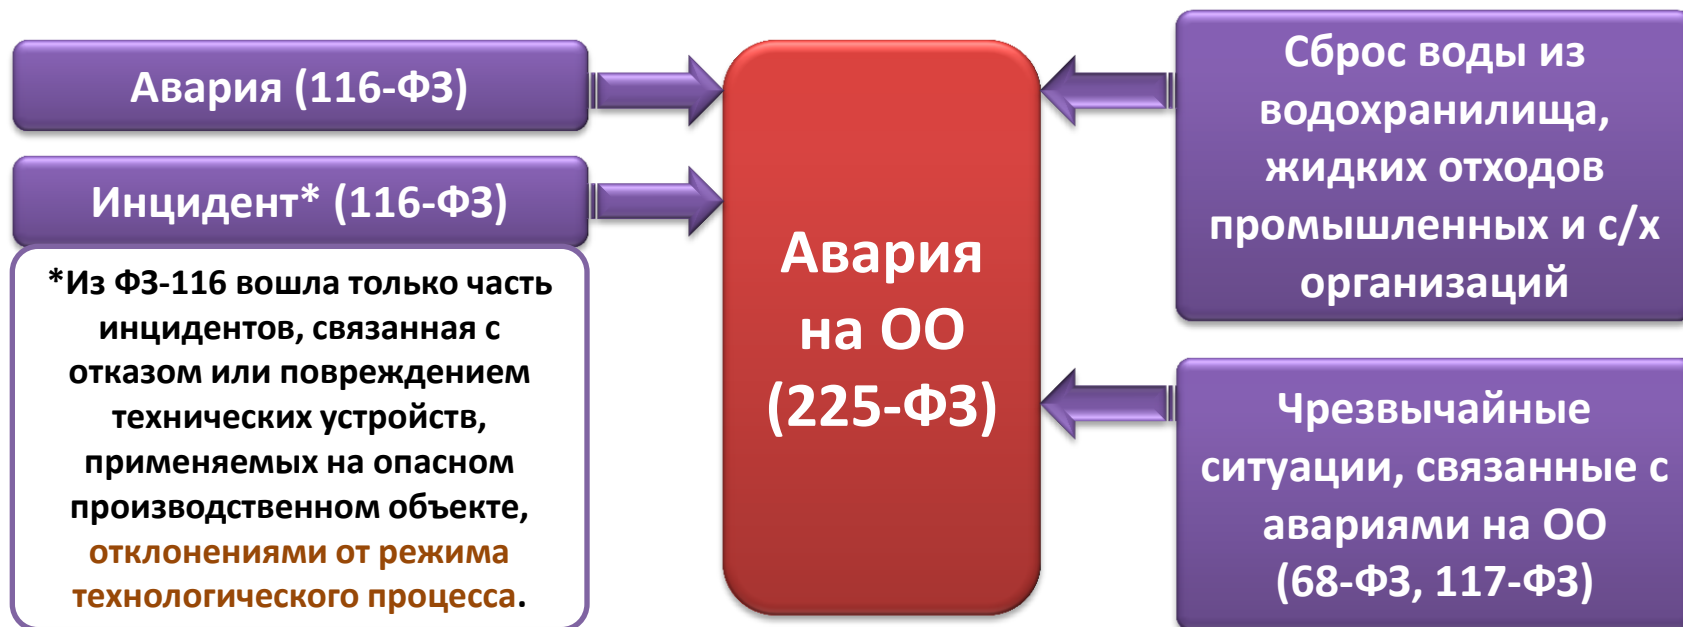 Авария (116-ФЗ)
Инцидент* (116-ФЗ)
*Из ФЗ-116 вошла только часть
инцидентов, связанная с
отказом или повреждением
технических устройств,
применяемых на опасном
производственном объекте,
отклонениями от режима
технологического процесса.
Авария
на ОО
(225-ФЗ)
Сброс воды из
водохранилища,
жидких отходов
промышленных и с/х
организаций
Чрезвычайные
ситуации, связанные с
авариями на ОО
(68-ФЗ, 117-ФЗ)